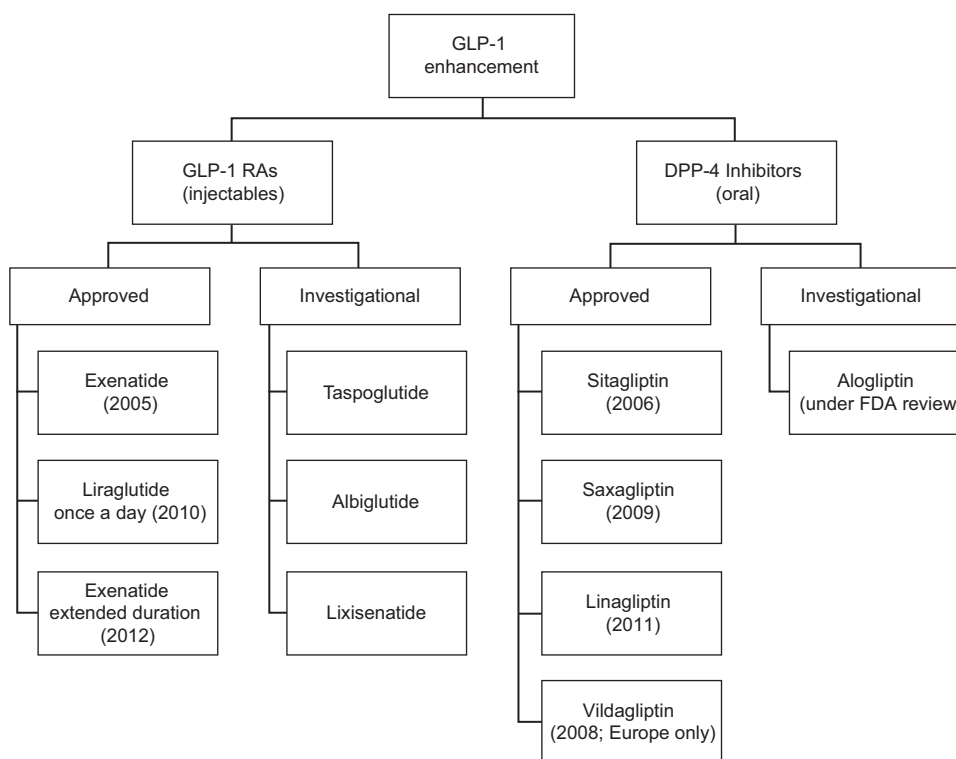 GLP-1
enhancement
GLP-1 RAs
(injectables)
DPP-4 Inhibitors
(oral)
Approved
Investigational
Approved
Investigational
Exenatide
(2005)
Taspoglutide
Sitagliptin
(2006)
Alogliptin
(under FDA review
Liraglutide
once a day (2010)
Albiglutide
Saxagliptin
(2009)
Exenatide
extended duration
(2012)
Lixisenatide
Linagliptin
(2011)
Vildagliptin
(2008; Europe only)